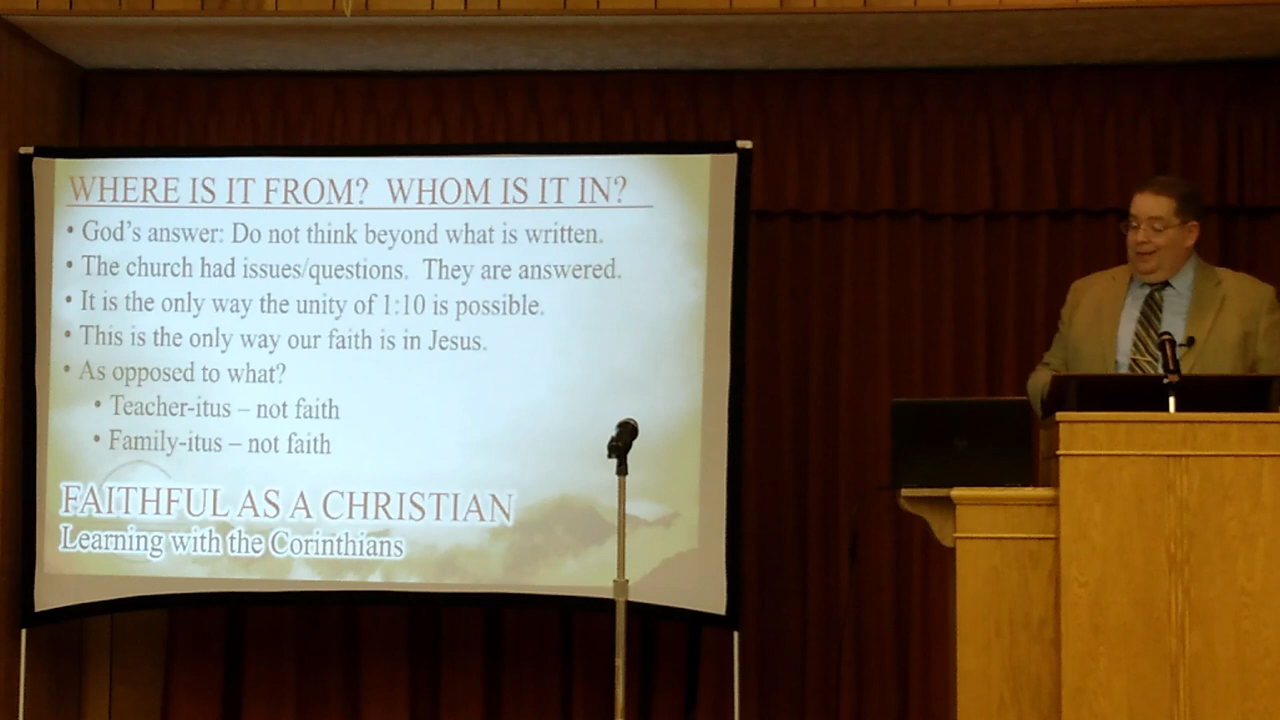 WHERE IS IT FROM? WHOM IS IT IN?
• God's answer: Do not think beyond what is written.
• The church had issues/questions. They are answered.
• It is the only way the unity of 1:10 is possible.
• This is the only way our faith is in Jesus.
• As opposed to what?
• Teacher-itus – not faith
• Family-itus – not faith
FAITHFUL AS A CHRISTIAN
Learning with the Corinthians